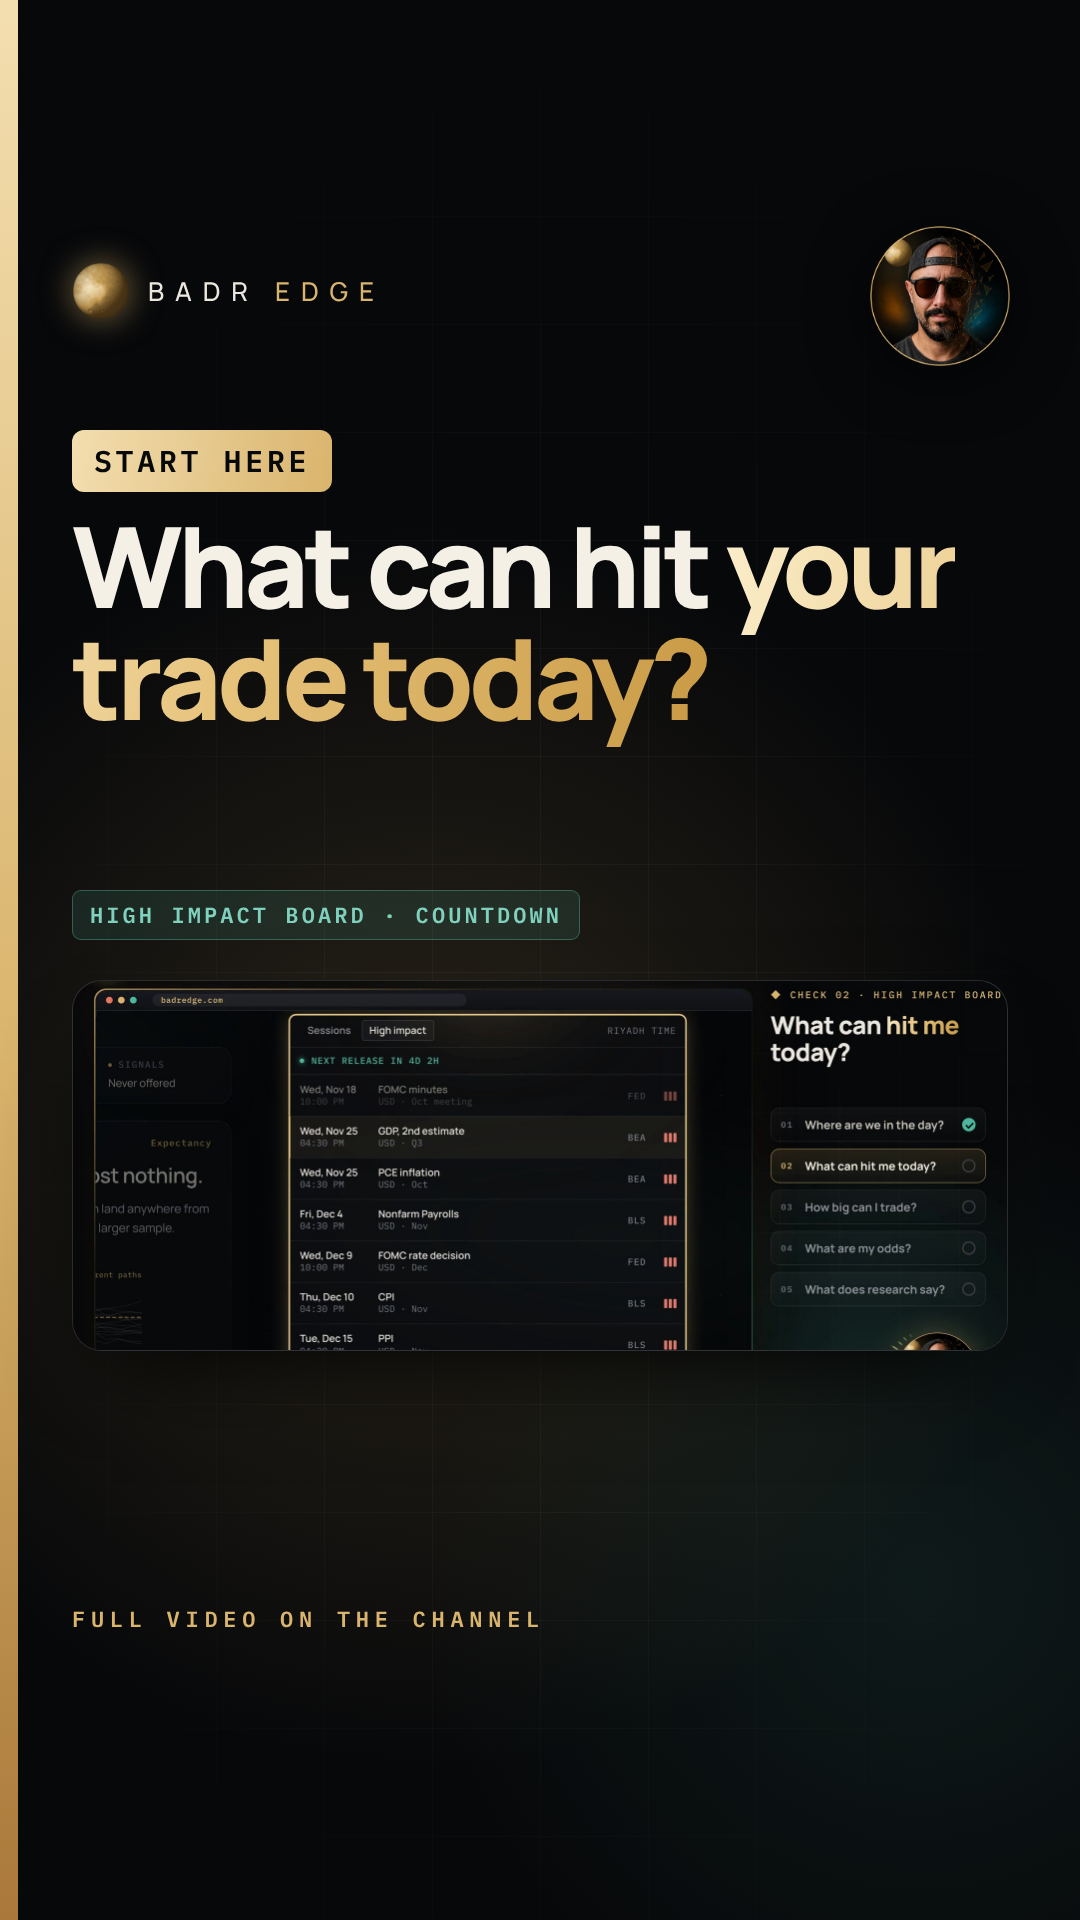 BADR EDGE
START HERE
What can hit your
trade today?
HIGH IMPACT BOARD · COUNTDOWN
badredge.com
SIGNALS
Never offered
Expectancy
ost nothing.
land anywhere from
larger sample.
rent paths
Sessions High impact RIYADH TIME
NEXT RELEASE IN 4D 2H
Wed, Nov 18 FOMC minutes FED
10:00 PM USD · Oct meeting
Wed, Nov 25 GDP, 2nd estimate BEA
04:30 PM USD · Q3
Wed, Nov 25 PCE inflation BEA
04:30 PM USD · Oct
Fri, Dec 4 Nonfarm Payrolls BLS
04:30 PM USD · Nov
Wed, Dec 9 FOMC rate decision FED
10:00 PM USD · Dec
Thu, Dec 10 CPI BLS
04:30 PM USD · Nov
Tue, Dec 15 PPI BLS
CHECK 02 · HIGH IMPACT BOARD
What can hit me
today?
01 Where are we in the day?
02 What can hit me today?
03 How big can I trade?
04 What are my odds?
05 What does research say?
FULL VIDEO ON THE CHANNEL